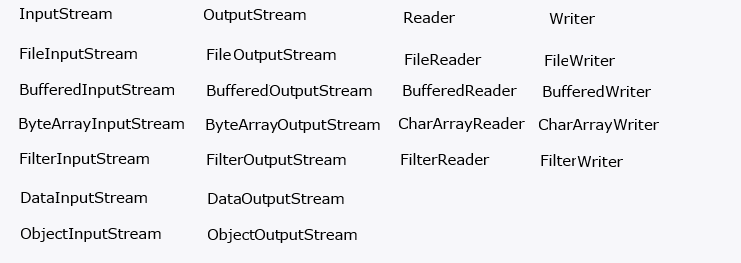 InputStream OutputStream Reader Writer
FileInputStream FileOutputStream FileReader FileWriter
BufferedInputStream BufferedOutputStream BufferedReader BufferedWriter
ByteArrayInputStream ByteArrayOutputStream CharArrayReader CharArrayWriter
FilterInputStream FilterOutputStream FilterReader FilterWriter
DataInputStream DataOutputStream
ObjectInputStream ObjectOutputStream